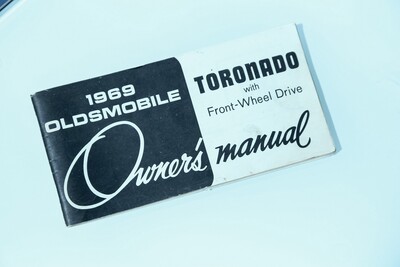 1969
OLDSMOBILE
TORONADO
with
Front-Wheel Drive
Owner's manual